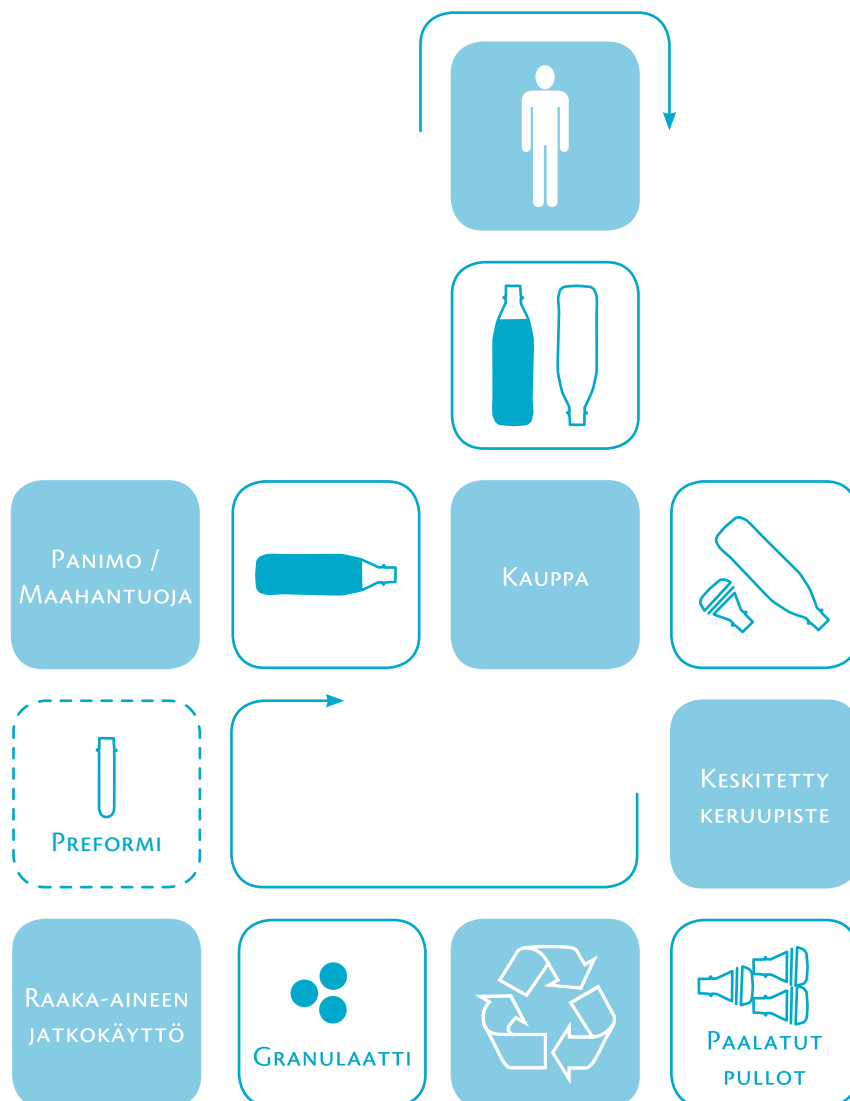 Panimo /
Maahantuoja
Kauppa
Keskitetty
keruupiste
Preformi
Raaka-aineen
jatkokäyttö
Granulaatti
Paalatut
pullot